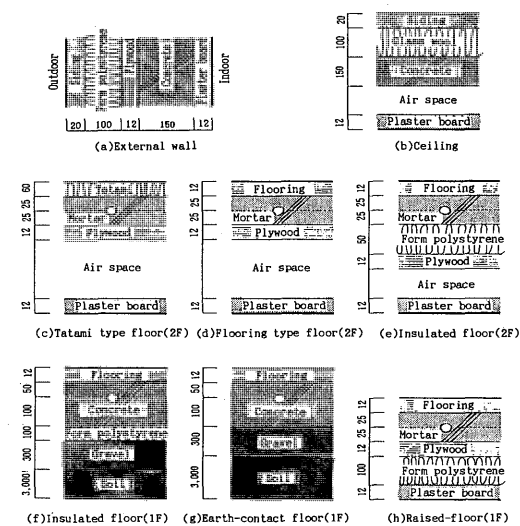 Outdoor
Siding
Form polystyrene
Plywood
Concrete
Plaster board
Indoor
20 100 12 150 12
(a)External wall
20
Siding
100
Glass wool
150
Concrete
Air space
12
Plaster board
(b)Ceiling
60
Tatami
25
25
Mortar
12
Plywood
Air space
12
Plaster board
(c)Tatami type floor(2F)
12
Flooring
25
25
Mortar
12
Plywood
Air space
12
Plaster board
(d)Flooring type floor(2F)
12
Flooring
25
25
Mortar
50
Form polystyrene
12
Plywood
Air space
12
Plaster board
(e)Insulated floor(2F)
12
Flooring
50
100
Concrete
Form polystyrene
300
Gravel
3,000
Soil
(f)Insulated floor(1F)
12
Flooring
50
100
Concrete
300
Gravel
3,000
Soil
(g)Earth-contact floor(1F)
12
Flooring
25
25
Mortar
12
Plywood
100
Form polystyrene
12
Plaster board
(h)Raised-floor(1F)